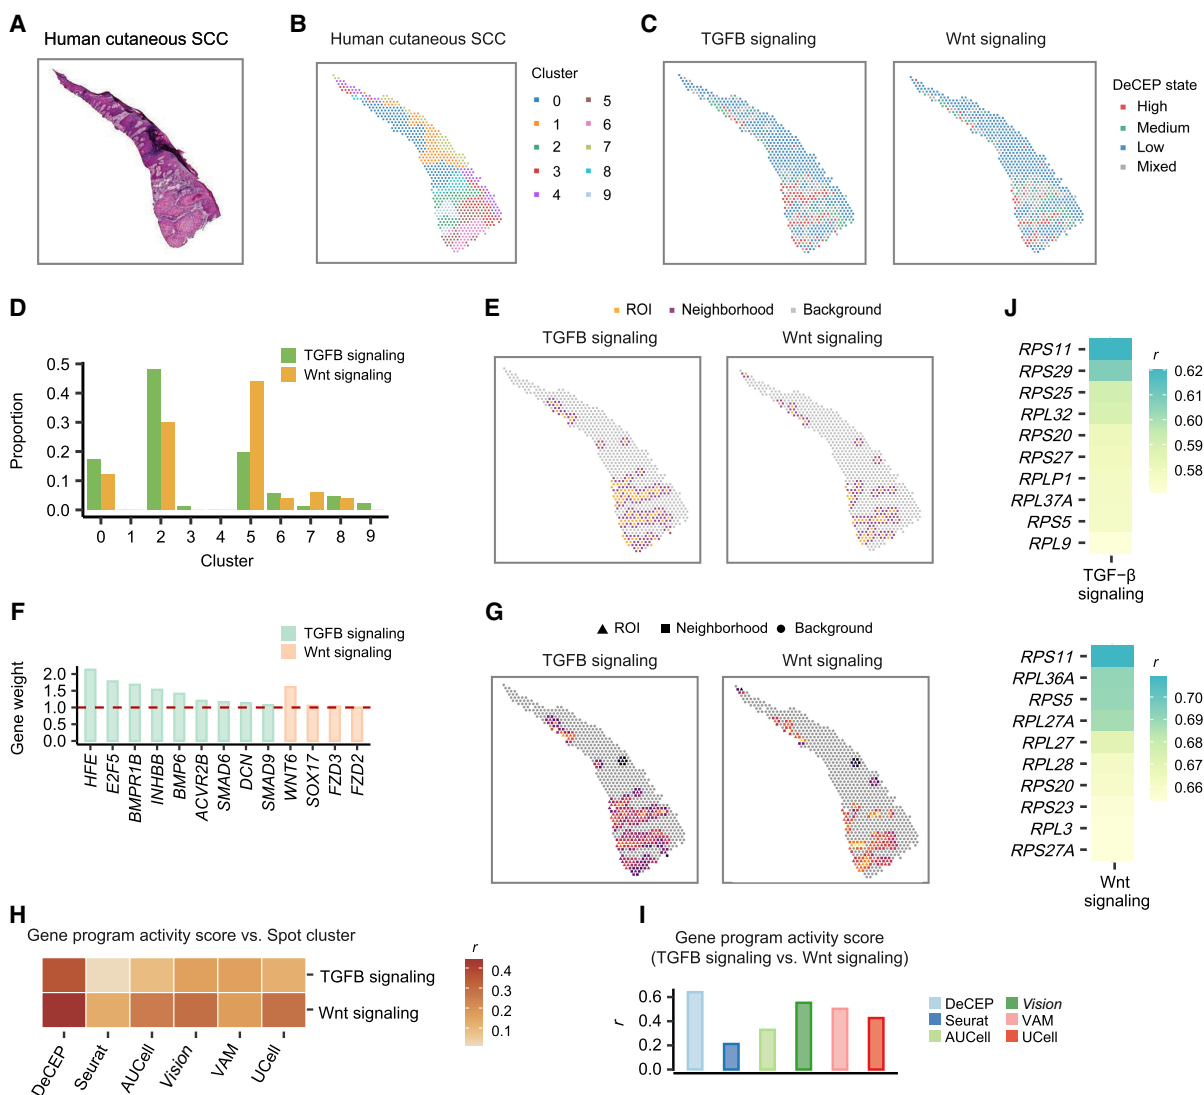 A
Human cutaneous SCC
B
Human cutaneous SCC
Cluster
0
5
1
6
2
7
3
8
4
9
C
TGFB signaling
Wnt signaling
DeCEP state
High
Medium
Low
Mixed
D
TGFB signaling
Wnt signaling
Proportion
0.5
0.4
0.3
0.2
0.1
0.0
0 1 2 3 4 5 6 7 8 9
Cluster
E
ROI Neighborhood Background
TGFB signaling
Wnt signaling
F
TGFB signaling
Wnt signaling
Gene weight
2.0
1.5
1.0
0.5
0.0
HFE
E2F5
BMPR1B
INHBB
BMP6
ACVR2B
SMAD6
DCN
SMAD9
WNT6
SOX17
FZD3
FZD2
G
ROI Neighborhood Background
TGFB signaling
Wnt signaling
H
Gene program activity score vs. Spot cluster
TGFB signaling
Wnt signaling
DeCEP
Seurat
AUCell
Vision
VAM
UCell
r
0.4
0.3
0.2
0.1
I
Gene program activity score
(TGFB signaling vs. Wnt signaling)
r
0.6
0.4
0.2
0.0
DeCEP
Vision
Seurat
VAM
AUCell
UCell
J
RPS11
RPS29
RPS25
RPL32
RPS20
RPS27
RPLP1
RPL37A
RPS5
RPL9
TGF−β
signaling
r
0.62
0.60
0.59
0.58
RPS11
RPL36A
RPS5
RPL27A
RPL27
RPL28
RPS20
RPS23
RPL3
RPS27A
Wnt
signaling
r
0.70
0.69
0.67
0.66